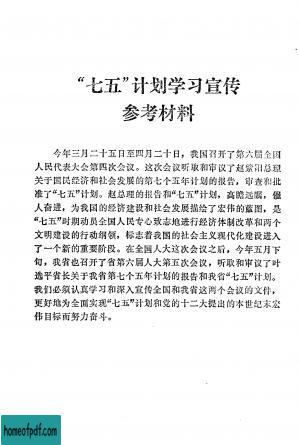 “七五”计划学习宣传
参考材料
今年三月二十五日至四月二十日，我国召开了第六届全国
人民代表大会第四次会议。这次会议听取和审议了赵紫阳总理
关于国民经济和社会发展的第七个五年计划的报告，审查和批
准了“七五”计划。赵总理的报告和“七五”计划，高瞻远瞩，催
人奋进，为我国的经济建设和社会发展描绘了宏伟的蓝图，是
“七五”时期动员全国人民专心致志地进行经济体制改革和两个
文明建设的行动纲领，标志着我国的社会主义现代化建设进入
了一个新的重要阶段。在全国人大这次会议之后，今年五月下
旬，我省也召开了省第六届人大第五次会议，听取和审议了叶
选平省长关于我省第七个五年计划的报告和我省“七五”计划。
我们必须认真学习和深入宣传全国和我省这两个会议的文件，
更好地为全面实现“七五”计划和党的十二大提出的本世纪末宏
伟目标而努力奋斗。
homeofpdf.com